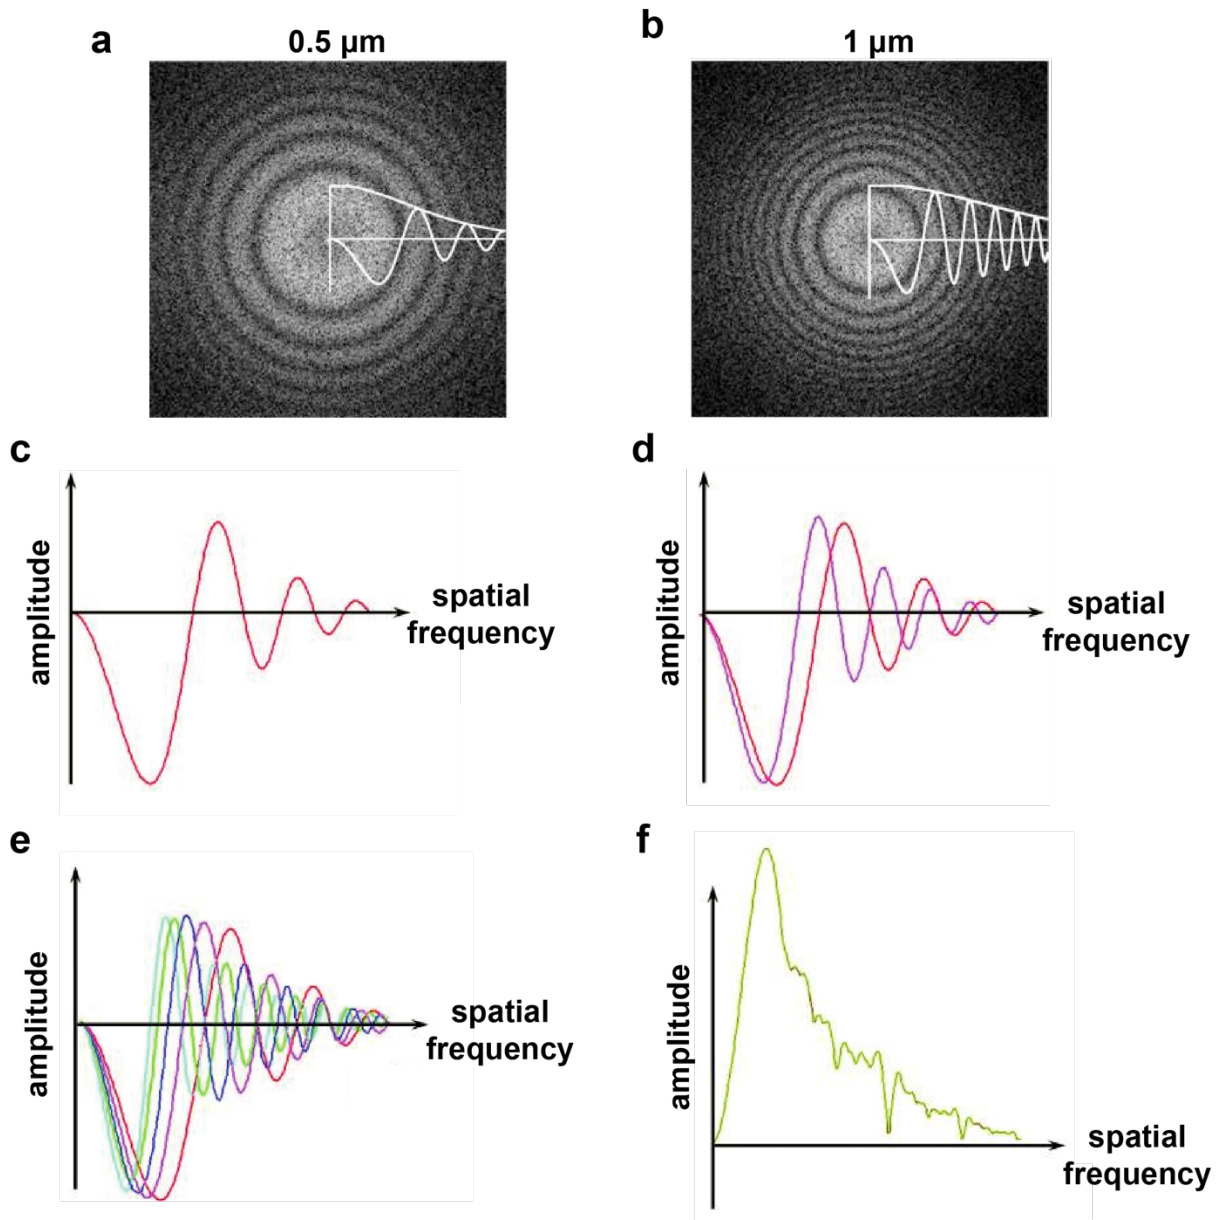 a
0.5 µm
b
1 µm
c
amplitude
spatial
frequency
d
amplitude
spatial
frequency
e
amplitude
spatial
frequency
f
amplitude
spatial
frequency